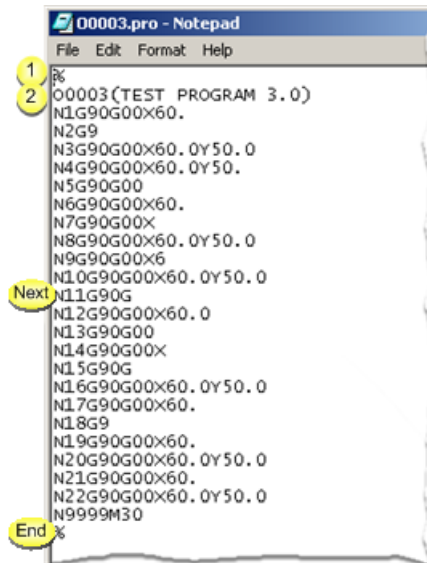 O0003.pro - Notepad
File Edit Format Help
1 %
2 O0003(TEST PROGRAM 3.0)
N1G90G00X60.
N2G9
N3G90G00X60.0Y50.0
N4G90G00X60.0Y50.
N5G90G00
N6G90G00X60.
N7G90G00X
N8G90G00X60.0Y50.0
N9G90G00X6
N10G90G00X60.0Y50.0
Next N11G90G
N12G90G00X60.0
N13G90G00
N14G90G00X
N15G90G
N16G90G00X60.0Y50.0
N17G90G00X60.
N18G9
N19G90G00X60.
N20G90G00X60.0Y50.0
N21G90G00X60.
N22G90G00X60.0Y50.0
N9999M30
End %